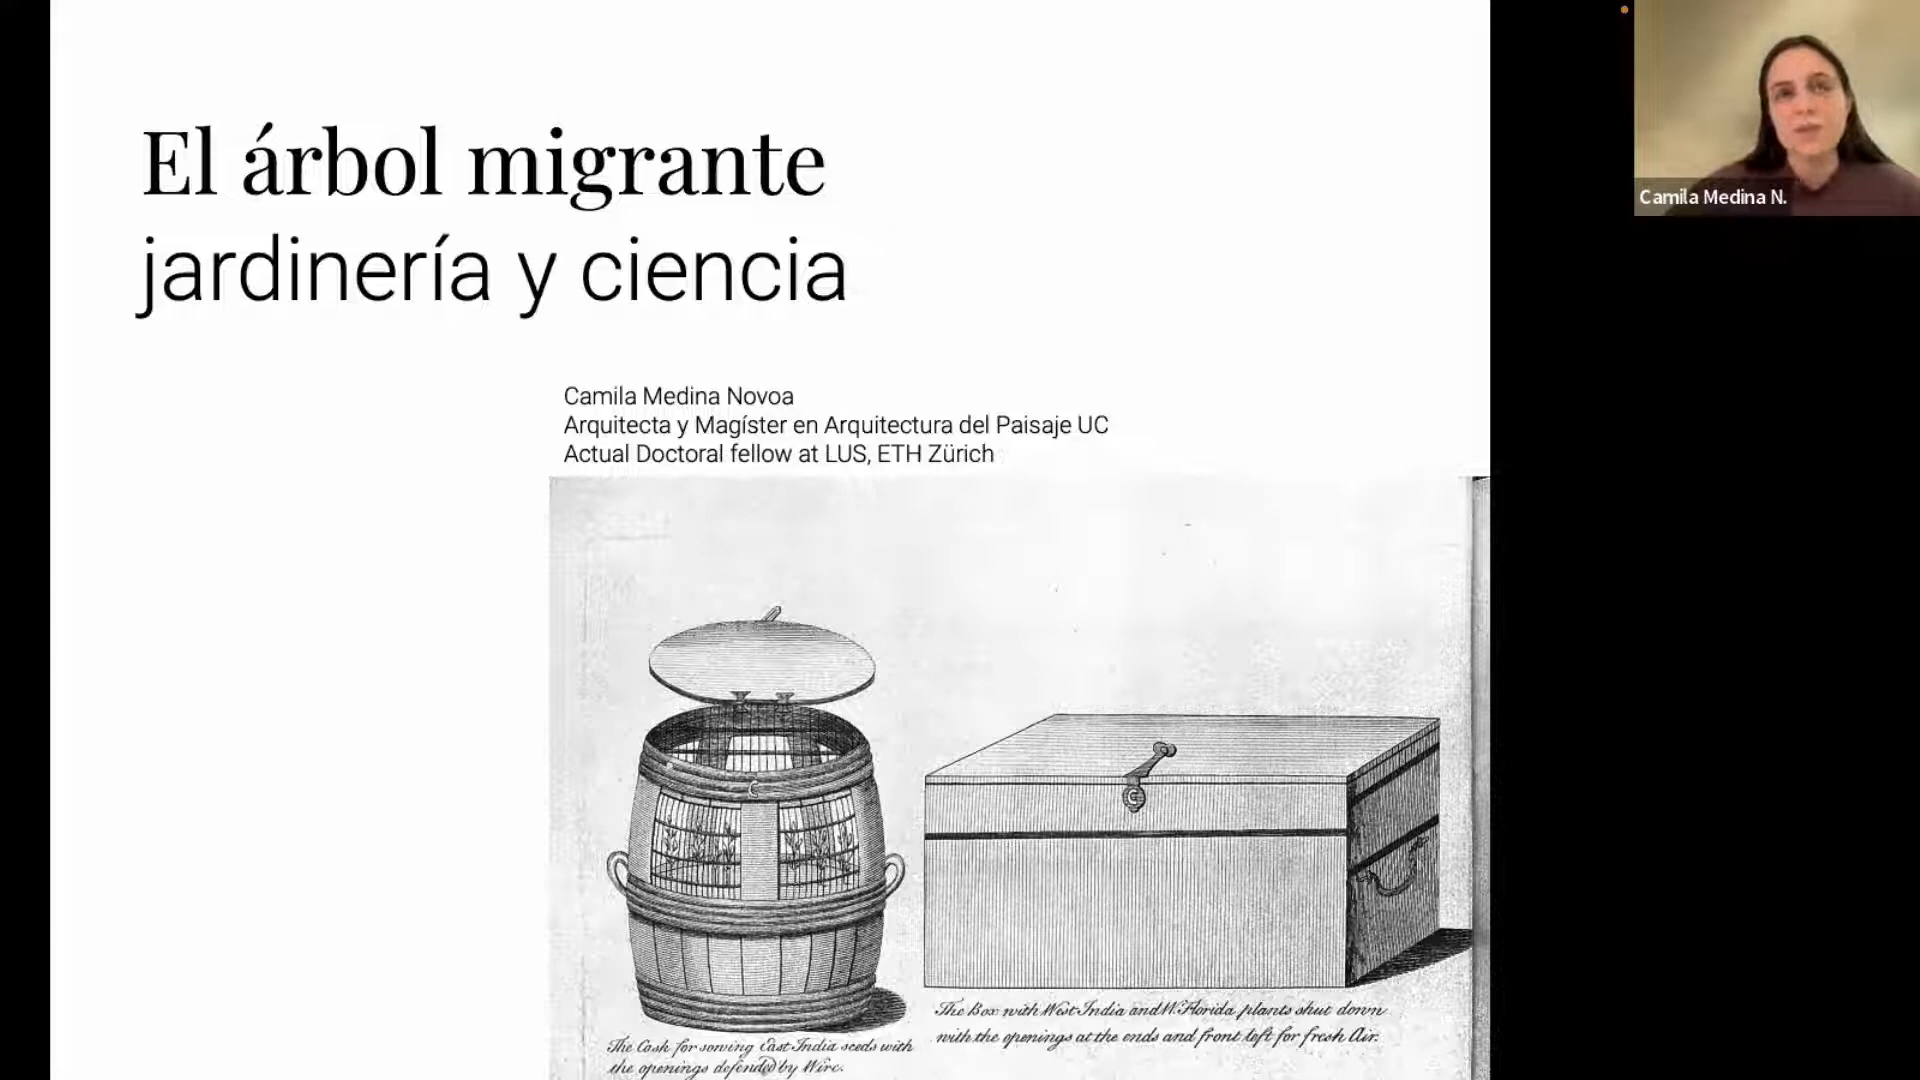 El árbol migrante
jardinería y ciencia
Camila Medina Novoa
Arquitecta y Magíster en Arquitectura del Paisaje UC
Actual Doctoral fellow at LUS, ETH Zürich
The Cask for sowing East India seeds with
the openings defended by Wire.
The Box with West India and W. Florida plants shut down
with the openings at the ends and front left for fresh Air.
Camila Medina N.